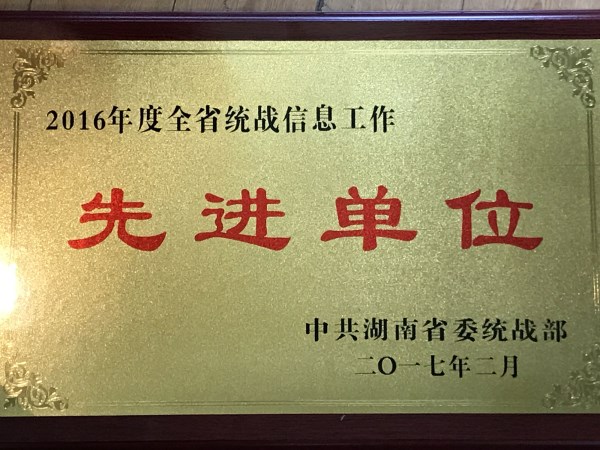 2016年度全省统战信息工作
先进单位
中共湖南省委统战部
二〇一七年二月